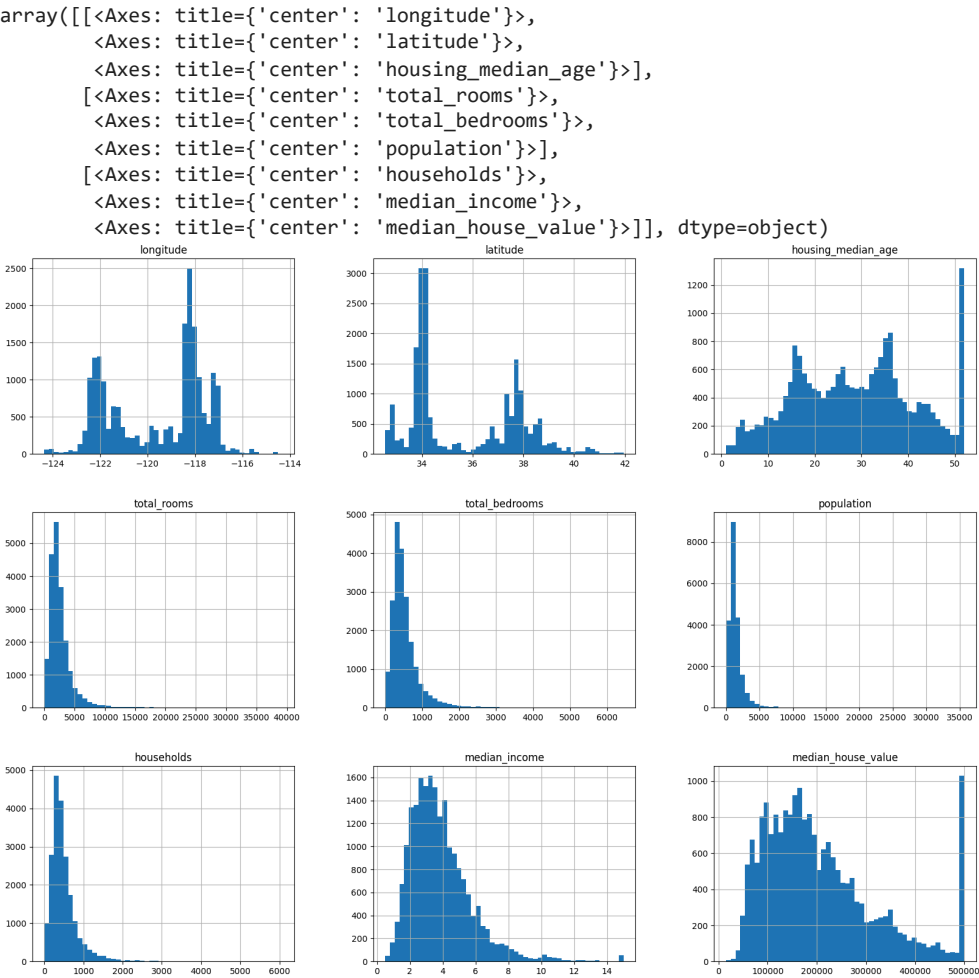 array([[<Axes: title={'center': 'longitude'}>,
        <Axes: title={'center': 'latitude'}>,
        <Axes: title={'center': 'housing_median_age'}>],
       [<Axes: title={'center': 'total_rooms'}>,
        <Axes: title={'center': 'total_bedrooms'}>,
        <Axes: title={'center': 'population'}>],
       [<Axes: title={'center': 'households'}>,
        <Axes: title={'center': 'median_income'}>,
        <Axes: title={'center': 'median_house_value'}>]], dtype=object)
longitude
2500
2000
1500
1000
500
0
−124 −122 −120 −118 −116 −114
latitude
3000
2500
2000
1500
1000
500
0
34 36 38 40 42
housing_median_age
1200
1000
800
600
400
200
0
0 10 20 30 40 50
total_rooms
5000
4000
3000
2000
1000
0
0 5000 10000 15000 20000 25000 30000 35000 40000
total_bedrooms
5000
4000
3000
2000
1000
0
0 1000 2000 3000 4000 5000 6000
population
8000
6000
4000
2000
0
0 5000 10000 15000 20000 25000 30000 35000
households
5000
4000
3000
2000
1000
0
0 1000 2000 3000 4000 5000 6000
median_income
1600
1400
1200
1000
800
600
400
200
0
0 2 4 6 8 10 12 14
median_house_value
1000
800
600
400
200
0
0 100000 200000 300000 400000